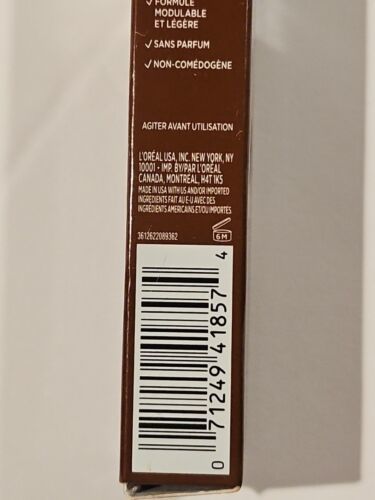 ✓ FORMULE
MODULABLE
ET LÉGÈRE
✓ SANS PARFUM
✓ NON-COMÉDOGÈNE
AGITER AVANT UTILISATION
L'ORÉAL USA, INC. NEW YORK, NY
10001 - IMP. BY/PAR L'ORÉAL
CANADA, MONTRÉAL, H4T 1K5
MADE IN USA WITH US AND/OR IMPORTED
INGREDIENTS FAIT AU É-U AVEC DES
INGRÉDIENTS AMÉRICAINS ET/OU IMPORTÉS
3612622089362
6 M
0 71249 41857 4